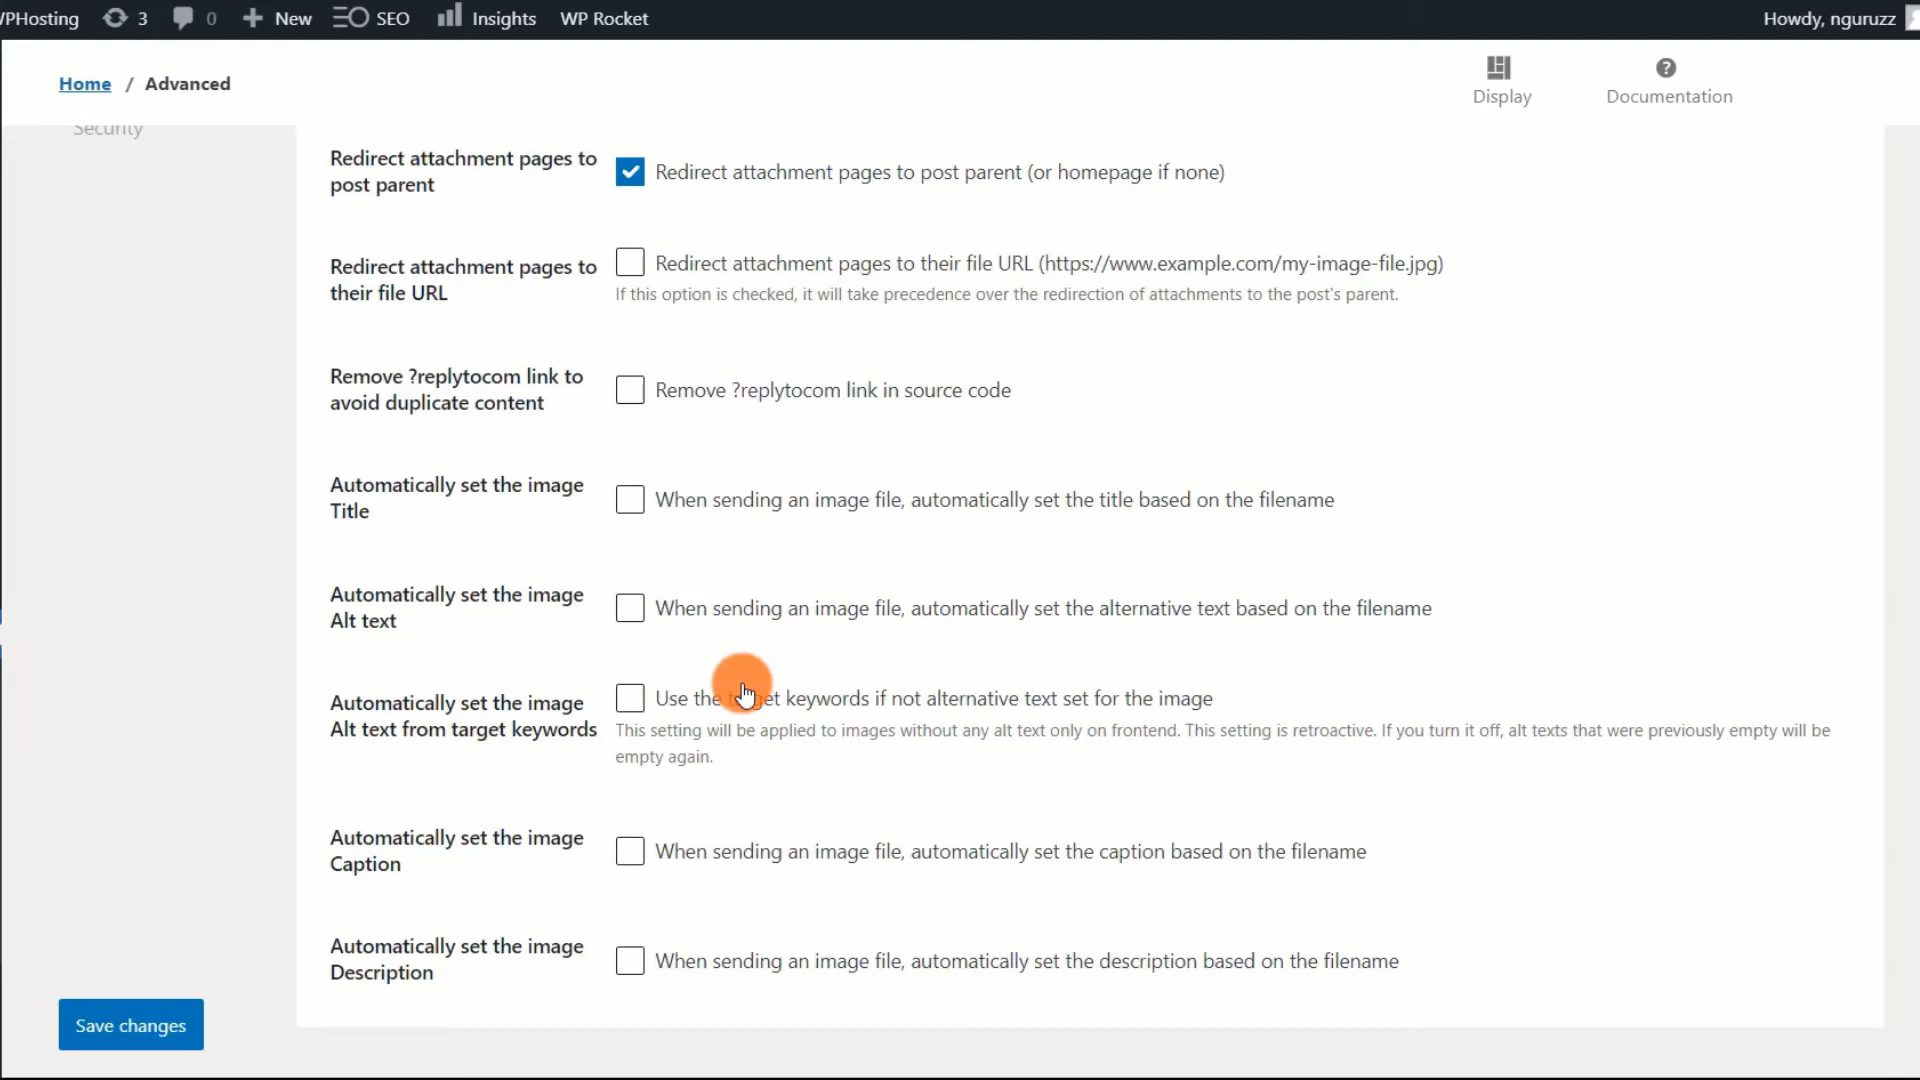 WPHosting 3 0 New SEO Insights WP Rocket Howdy, nguruzz
Home / Advanced
Display
Documentation
Security
Redirect attachment pages to
post parent
Redirect attachment pages to post parent (or homepage if none)
Redirect attachment pages to
their file URL
Redirect attachment pages to their file URL (https://www.example.com/my-image-file.jpg)
If this option is checked, it will take precedence over the redirection of attachments to the post's parent.
Remove ?replytocom link to
avoid duplicate content
Remove ?replytocom link in source code
Automatically set the image
Title
When sending an image file, automatically set the title based on the filename
Automatically set the image
Alt text
When sending an image file, automatically set the alternative text based on the filename
Automatically set the image
Alt text from target keywords
Use the target keywords if not alternative text set for the image
This setting will be applied to images without any alt text only on frontend. This setting is retroactive. If you turn it off, alt texts that were previously empty will be
empty again.
Automatically set the image
Caption
When sending an image file, automatically set the caption based on the filename
Automatically set the image
Description
When sending an image file, automatically set the description based on the filename
Save changes